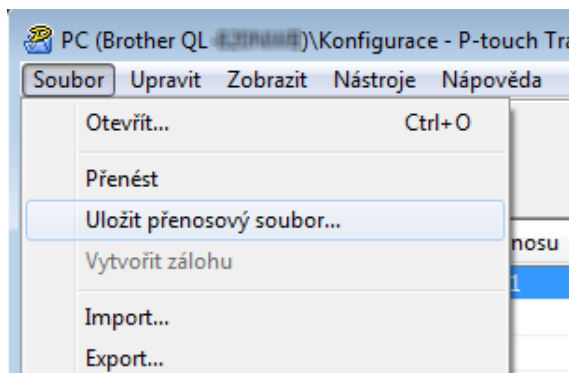 PC (Brother QL )\Konfigurace - P-touch Tra
Soubor Upravit Zobrazit Nástroje Nápověda
Otevřít... Ctrl+O
Přenést
Uložit přenosový soubor...
nosu
Vytvořit zálohu
1
Import...
Export...